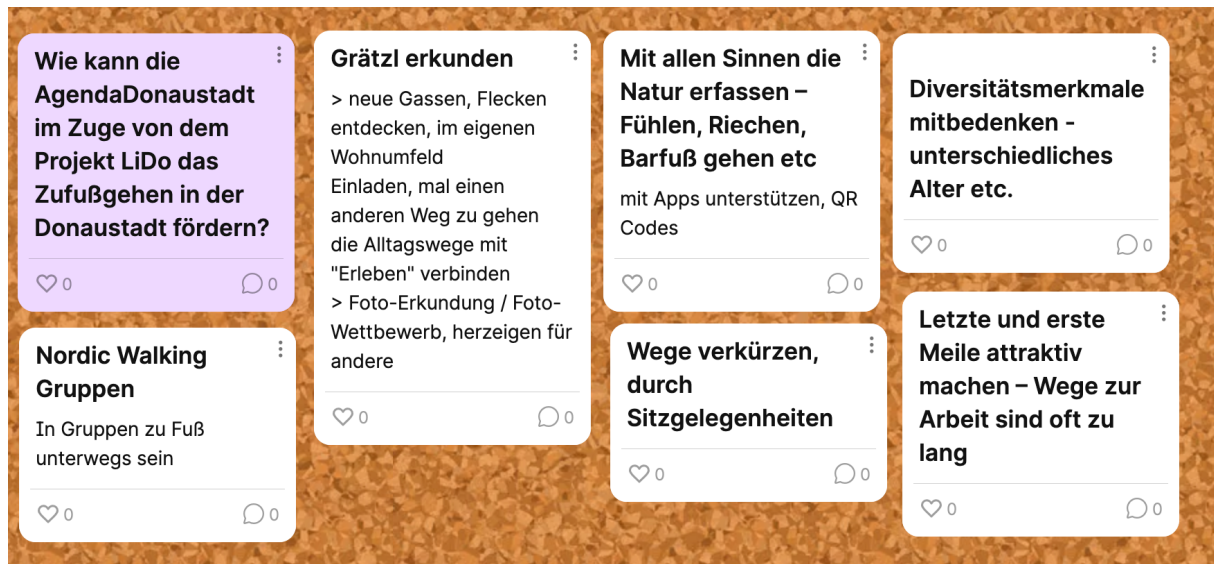 Wie kann die
AgendaDonaustadt
im Zuge von dem
Projekt LiDo das
Zufußgehen in der
Donaustadt fördern?
0 0
Nordic Walking
Gruppen
In Gruppen zu Fuß
unterwegs sein
0 0
Grätzl erkunden
> neue Gassen, Flecken
entdecken, im eigenen
Wohnumfeld
Einladen, mal einen
anderen Weg zu gehen
die Alltagswege mit
"Erleben" verbinden
> Foto-Erkundung / Foto-
Wettbewerb, herzeigen für
andere
0 0
Mit allen Sinnen die
Natur erfassen –
Fühlen, Riechen,
Barfuß gehen etc
mit Apps unterstützen, QR
Codes
0 0
Wege verkürzen,
durch
Sitzgelegenheiten
0 0
Diversitätsmerkmale
mitbedenken -
unterschiedliches
Alter etc.
0 0
Letzte und erste
Meile attraktiv
machen – Wege zur
Arbeit sind oft zu
lang
0 0